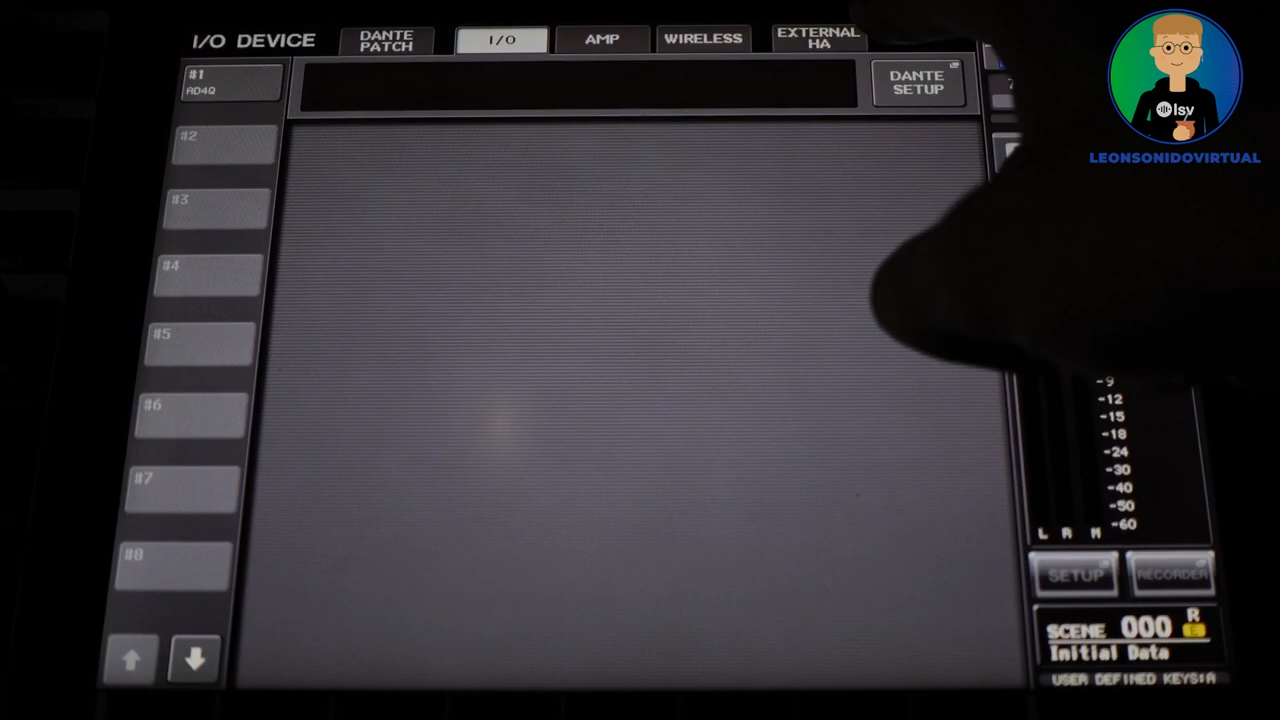 I/O DEVICE
DANTE
PATCH
I/O
AMP
WIRELESS
EXTERNAL
HA
#1
AD4Q
DANTE
SETUP
#2
#3
#4
#5
#6
#7
#8
-9
-12
-15
-18
-24
-30
-40
-50
-60
L R M
SETUP
RECORDER
SCENE 000 R
E
Initial Data
USER DEFINED KEYS:A
lsv
LEONSONIDOVIRTUAL